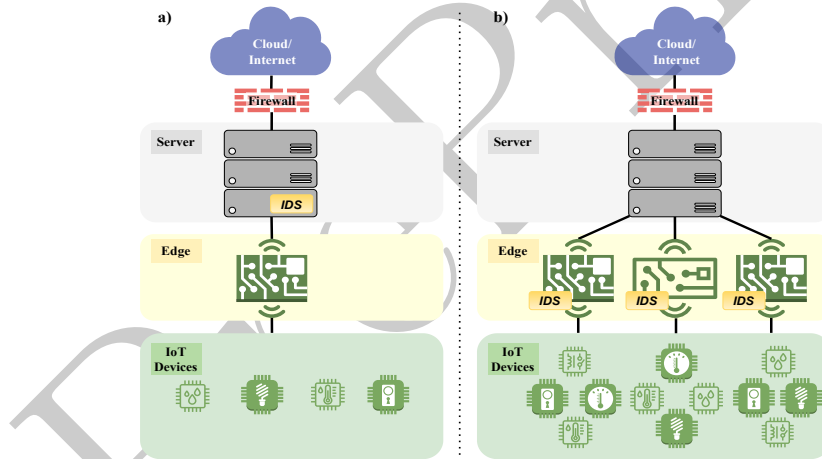 a)
Cloud/
Internet
Firewall
Server
IDS
Edge
IoT
Devices
b)
Cloud/
Internet
Firewall
Server
Edge
IDS
IDS
IDS
IoT
Devices